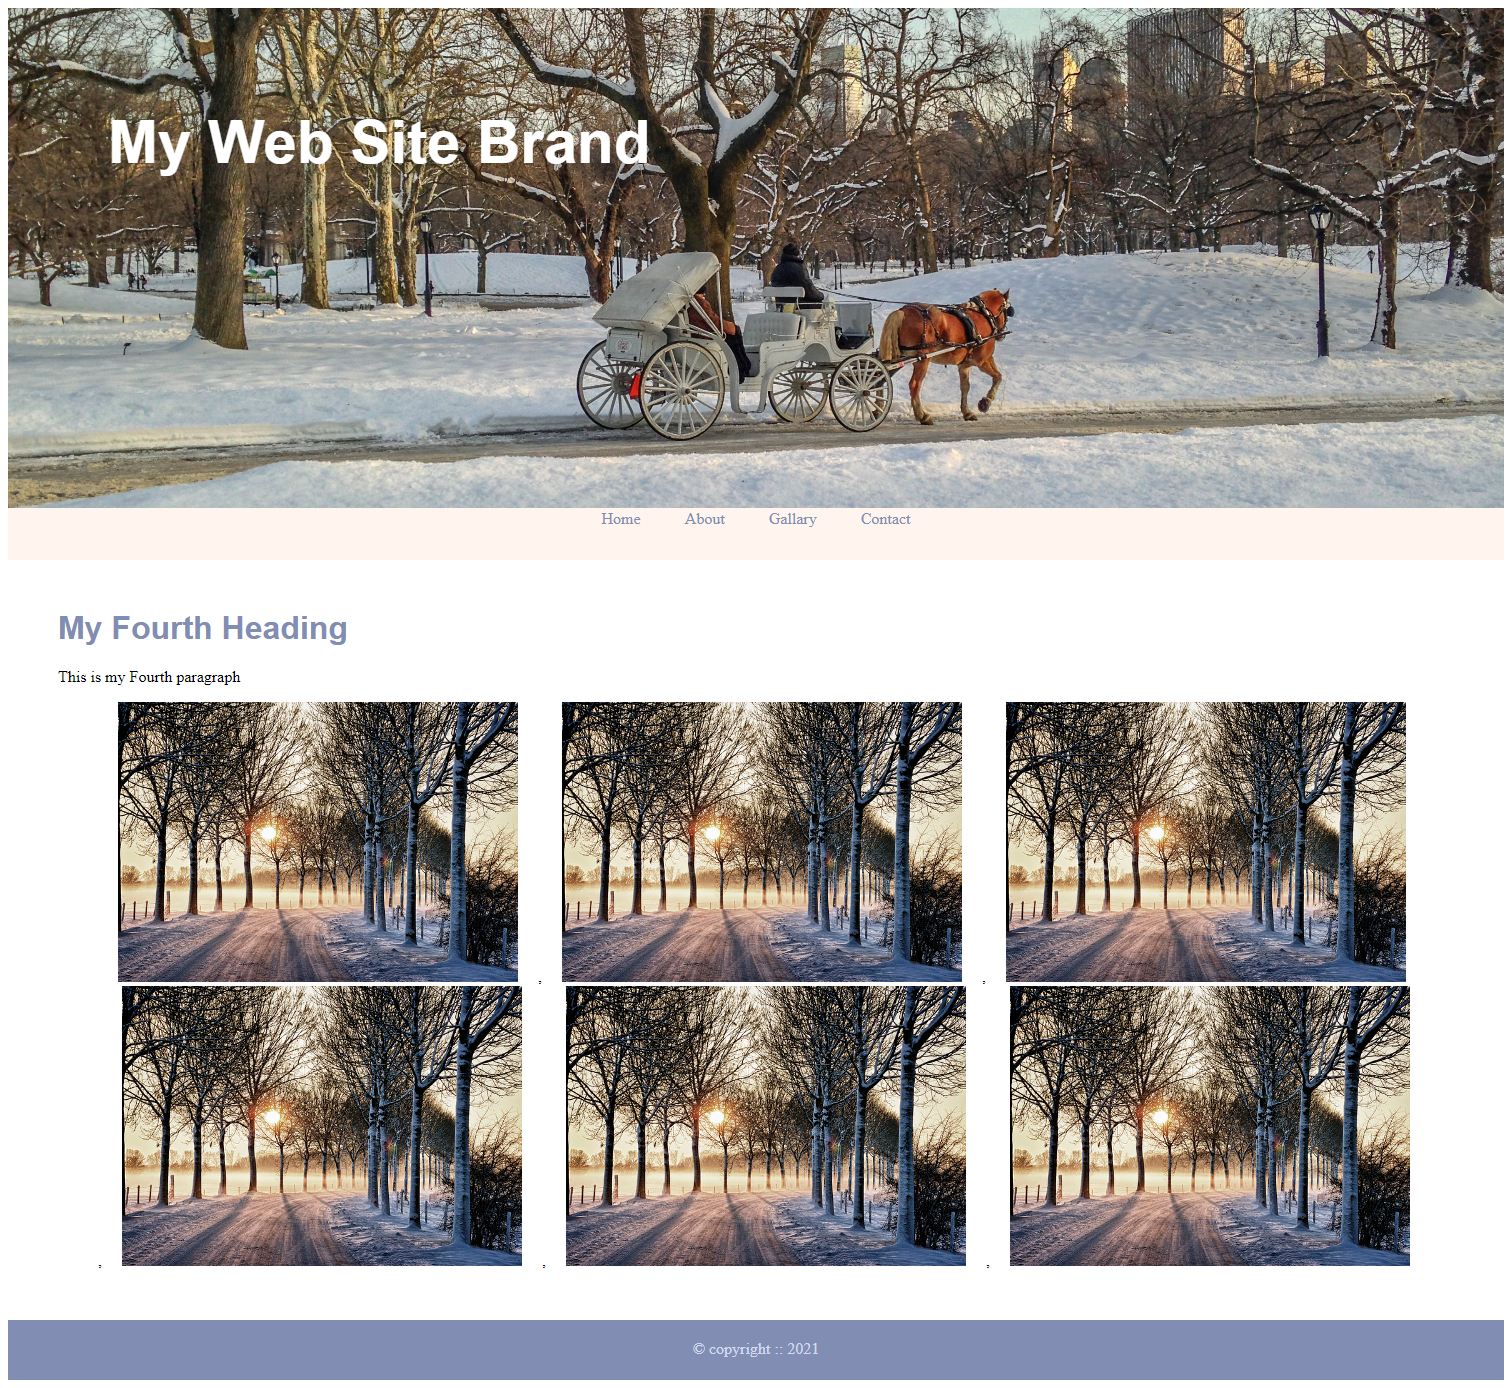 My Web Site Brand
Home About Gallary Contact
My Fourth Heading
This is my Fourth paragraph
, ,
, , ,
© copyright :: 2021